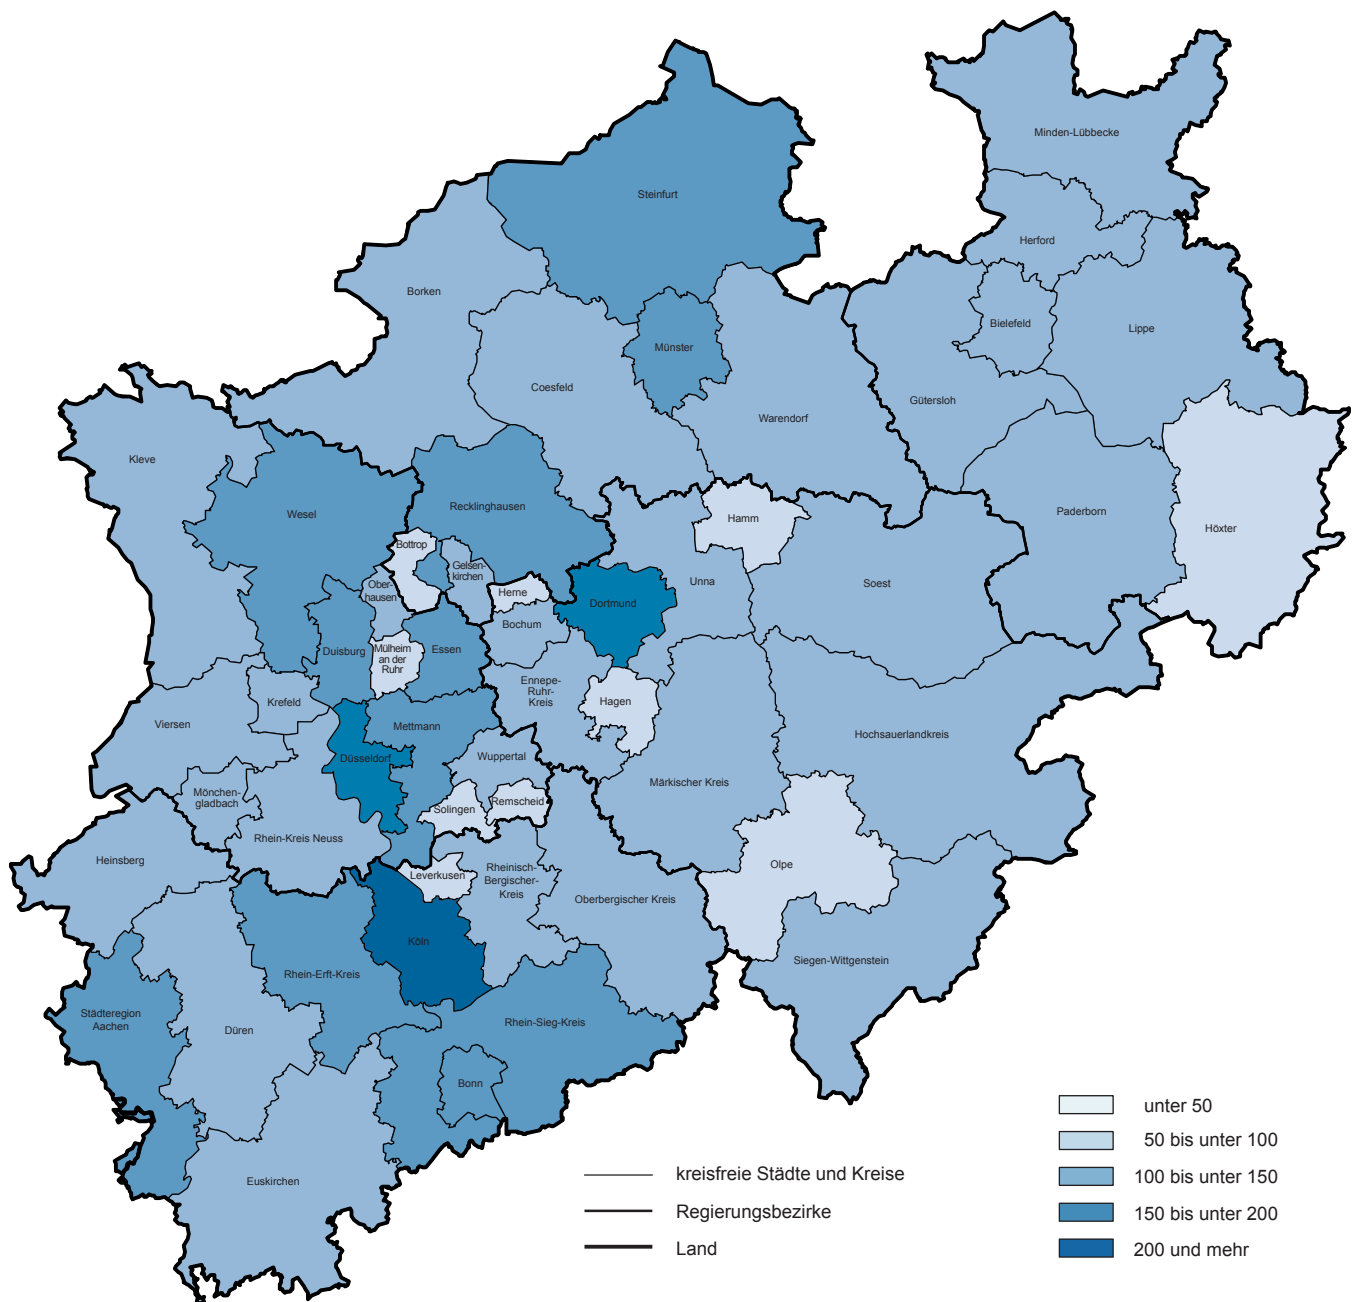 Minden-Lübbecke
Steinfurt
Herford
Borken
Bielefeld
Lippe
Münster
Coesfeld
Gütersloh
Warendorf
Kleve
Recklinghausen
Wesel
Paderborn
Hamm
Höxter
Bottrop
Gelsen-
kirchen
Ober-
hausen
Unna
Soest
Herne
Dortmund
Bochum
Duisburg
Mülheim
an der
Ruhr
Essen
Ennepe-
Ruhr-
Kreis
Hagen
Krefeld
Viersen
Mettmann
Hochsauerlandkreis
Düsseldorf
Wuppertal
Märkischer Kreis
Mönchen-
gladbach
Solingen
Remscheid
Rhein-Kreis Neuss
Heinsberg
Olpe
Leverkusen
Rheinisch-
Bergischer-
Kreis
Oberbergischer Kreis
Köln
Siegen-Wittgenstein
Rhein-Erft-Kreis
Städteregion
Aachen
Düren
Rhein-Sieg-Kreis
Bonn
Euskirchen
kreisfreie Städte und Kreise
Regierungsbezirke
Land
unter 50
50 bis unter 100
100 bis unter 150
150 bis unter 200
200 und mehr